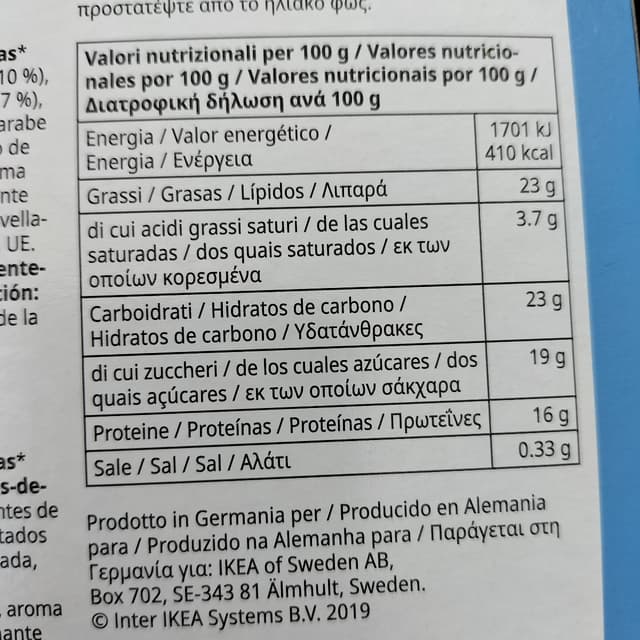 προστατέψτε από το ηλιακό φως.
as*
10 %),
7 %),
arabe
de
ma
nte
vella-
UE.
ente-
ción:
de la
as*
s-de-
ntes de
tados
ada,
aroma
iante
Valori nutrizionali per 100 g / Valores nutricio-
nales por 100 g / Valores nutricionais por 100 g /
Διατροφική δήλωση ανά 100 g
Energia / Valor energético /
Energia / Ενέργεια
1701 kJ
410 kcal
Grassi / Grasas / Lípidos / Λιπαρά
23 g
di cui acidi grassi saturi / de las cuales
saturadas / dos quais saturados / εκ των
οποίων κορεσμένα
3.7 g
Carboidrati / Hidratos de carbono /
Hidratos de carbono / Υδατάνθρακες
23 g
di cui zuccheri / de los cuales azúcares / dos
quais açúcares / εκ των οποίων σάκχαρα
19 g
Proteine / Proteínas / Proteínas / Πρωτεΐνες
16 g
Sale / Sal / Sal / Αλάτι
0.33 g
Prodotto in Germania per / Producido en Alemania
para / Produzido na Alemanha para / Παράγεται στη
Γερμανία για: IKEA of Sweden AB,
Box 702, SE-343 81 Älmhult, Sweden.
© Inter IKEA Systems B.V. 2019